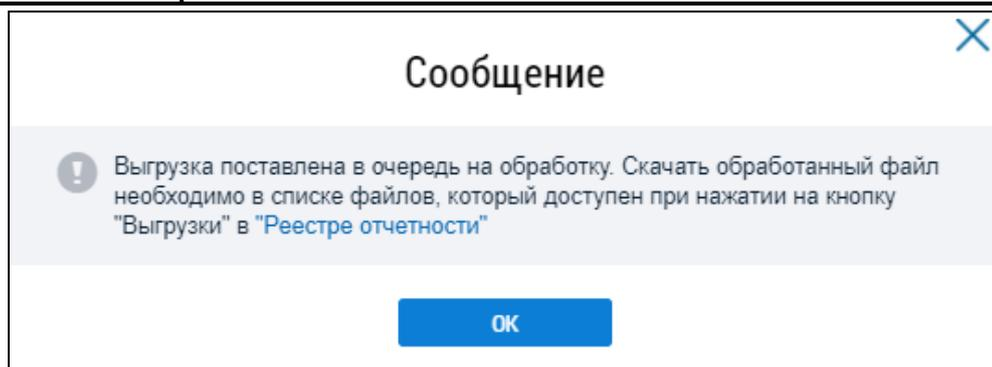 Сообщение
Выгрузка поставлена в очередь на обработку. Скачать обработанный файл
необходимо в списке файлов, который доступен при нажатии на кнопку
"Выгрузки" в "Реестре отчетности"
ОК